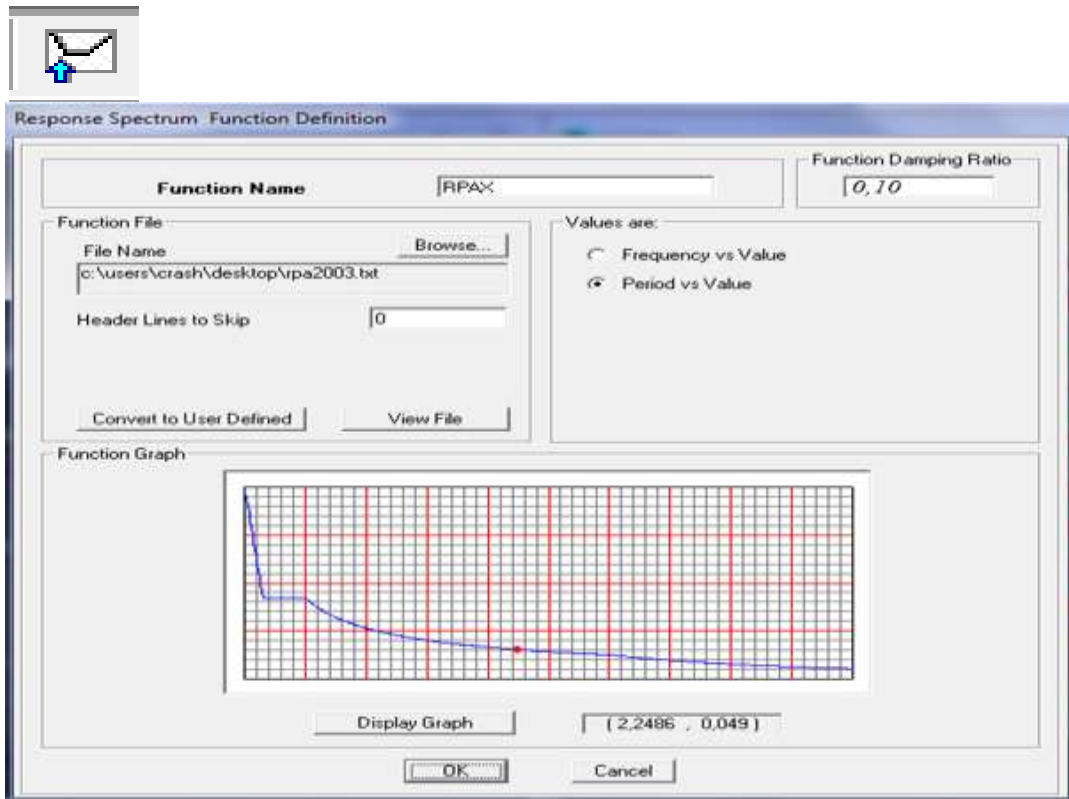 Response Spectrum Function Definition
Function Damping Ratio
Function Name
RPAX
0,10
Function File
Values are:
File Name
Browse...
Frequency vs Value
c:\users\crash\desktop\rpa2003.txt
Period vs Value
Header Lines to Skip
0
Convert to User Defined
View File
Function Graph
Display Graph
( 2,2486 , 0,049 )
OK
Cancel